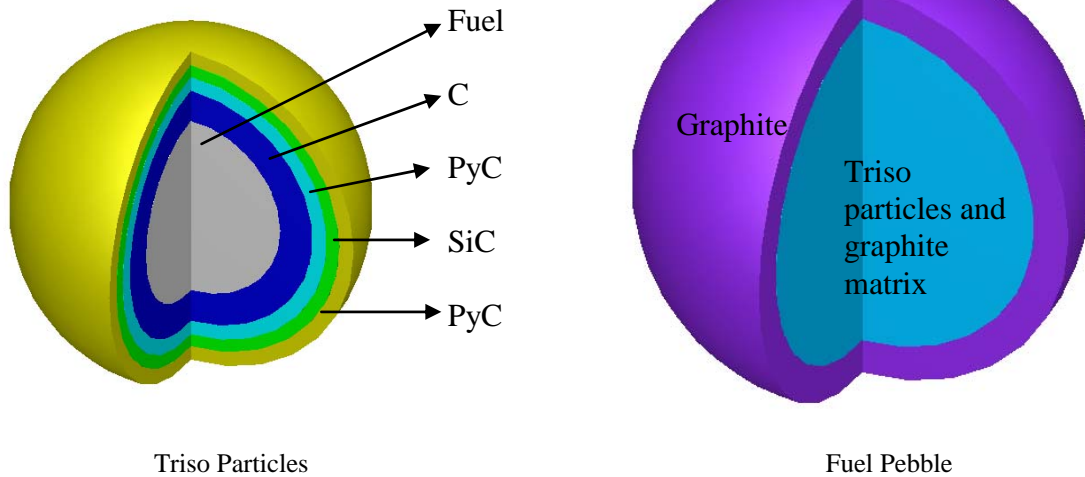 Fuel
C
PyC
SiC
PyC
Triso Particles
Graphite
Triso
particles and
graphite
matrix
Fuel Pebble